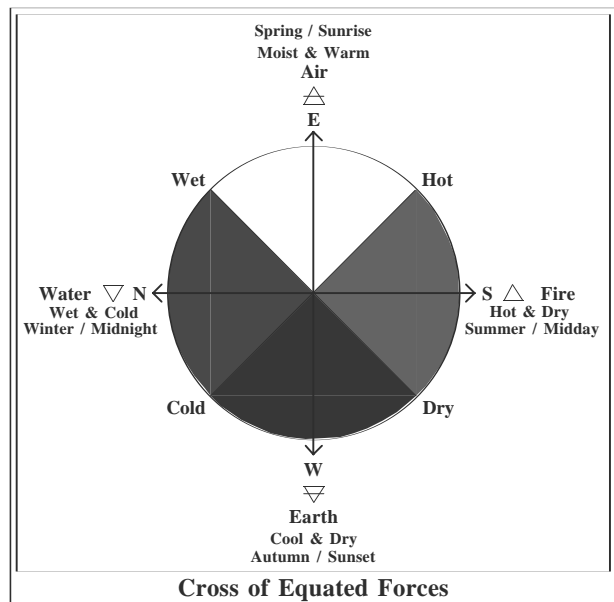 Spring / Sunrise
Moist & Warm
Air
E
Wet
Hot
Water N
S Fire
Wet & Cold
Winter / Midnight
Hot & Dry
Summer / Midday
Cold
Dry
W
Earth
Cool & Dry
Autumn / Sunset
Cross of Equated Forces